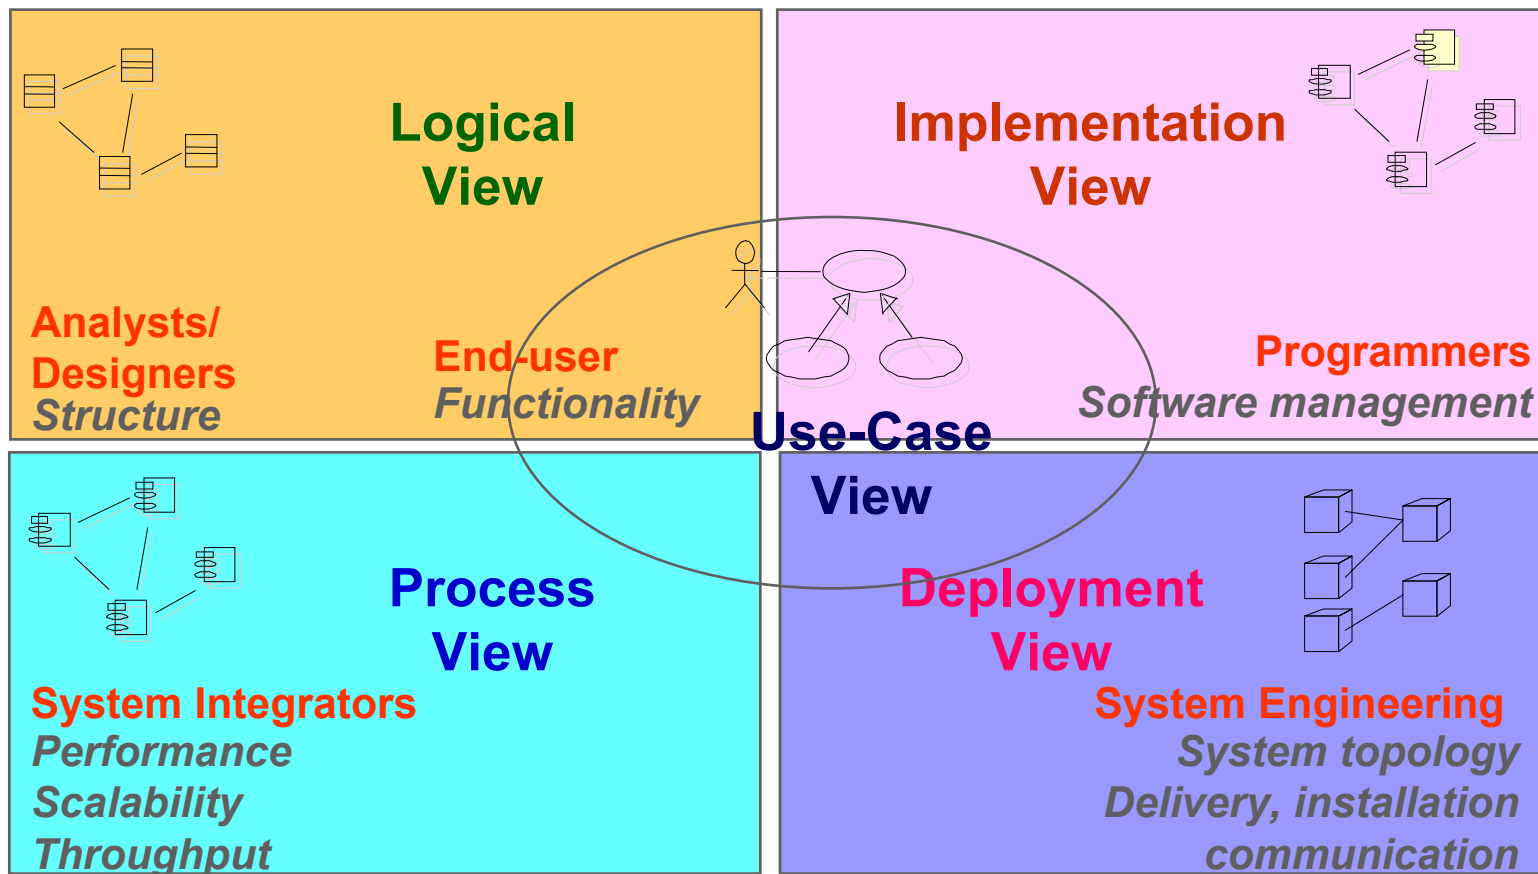 Logical
View
Analysts/
Designers
Structure
End-user
Functionality
Implementation
View
Programmers
Software management
Use-Case
View
Process
View
System Integrators
Performance
Scalability
Throughput
Deployment
View
System Engineering
System topology
Delivery, installation
communication